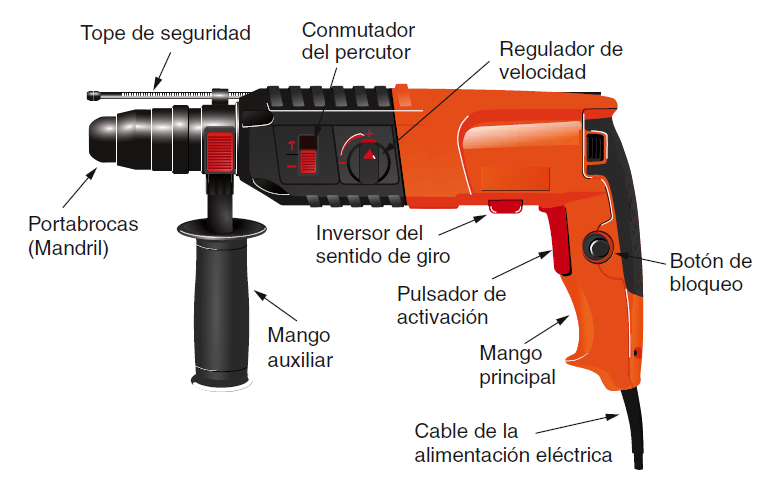 Tope de seguridad
Conmutador
del percutor
Regulador de
velocidad
Portabrocas
(Mandril)
Inversor del
sentido de giro
Botón de
bloqueo
Pulsador de
activación
Mango
auxiliar
Mango
principal
Cable de la
alimentación eléctrica